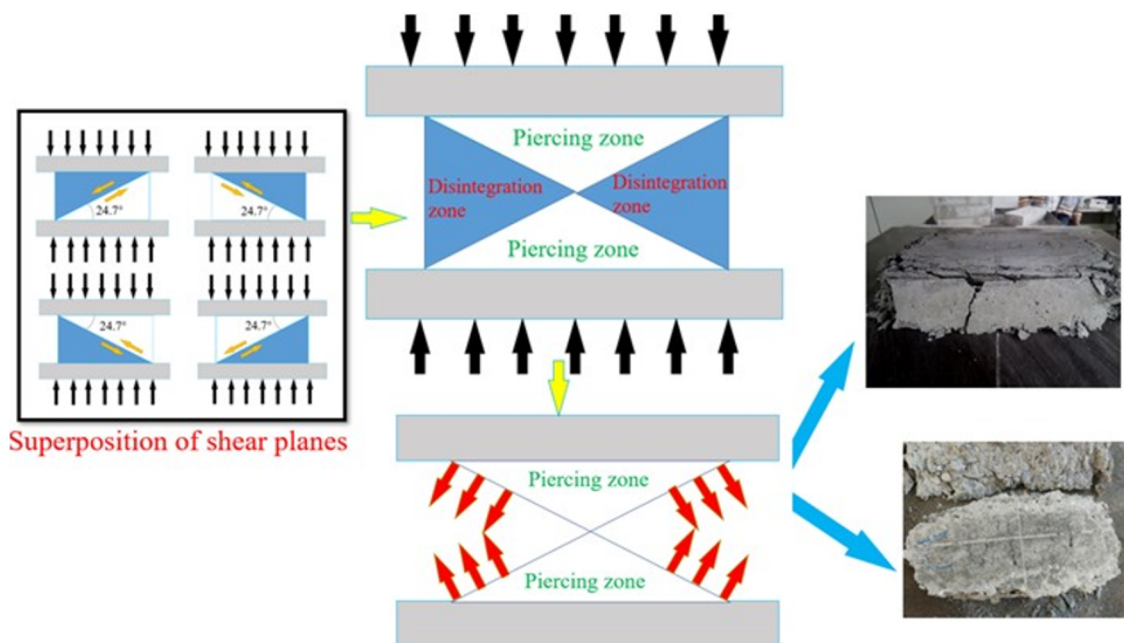 24.7°
24.7°
24.7°
24.7°
Superposition of shear planes
Piercing zone
Disintegration
zone
Disintegration
zone
Piercing zone
Piercing zone
Piercing zone